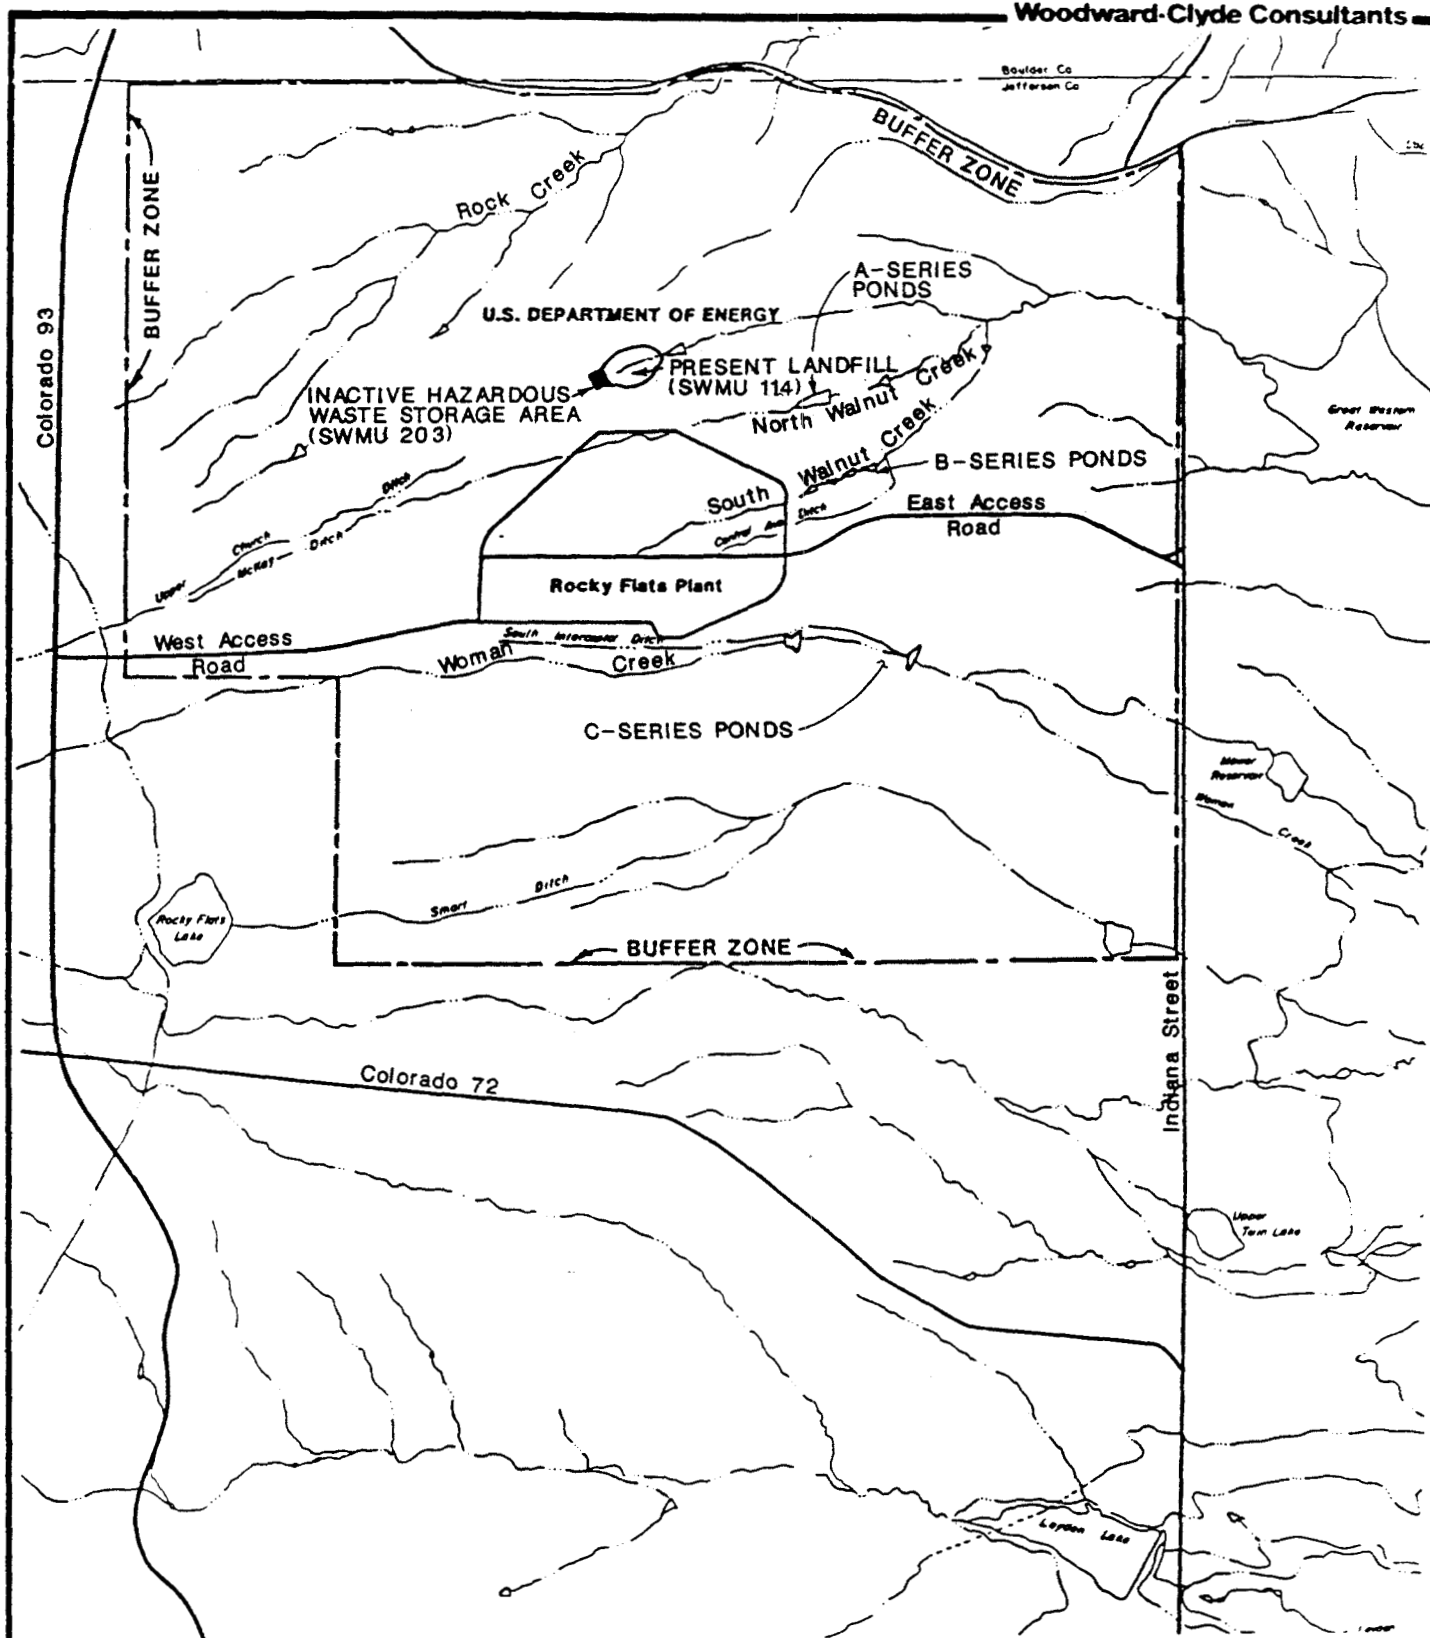 Woodward-Clyde Consultants
Boulder Co
Jefferson Co
BUFFER ZONE
BUFFER ZONE
Rock Creek
Colorado 93
A-SERIES
PONDS
U.S. DEPARTMENT OF ENERGY
PRESENT LANDFILL
(SWMU 114)
INACTIVE HAZARDOUS
WASTE STORAGE AREA
(SWMU 203)
North Walnut Creek
Great Western
Reservoir
South Walnut Creek
B-SERIES PONDS
East Access
Road
Central Ave Ditch
Church Ditch
Upper McKay Ditch
Rocky Flats Plant
West Access
Road
South Interceptor Ditch
Woman Creek
C-SERIES PONDS
Mower
Reservoir
Woman Creek
Smart Ditch
Rocky Flats
Lake
BUFFER ZONE
Indiana Street
Colorado 72
Upper
Twin Lake
Leyden Lake